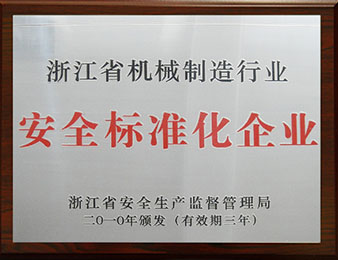 浙江省机械制造行业
安全标准化企业
浙江省安全生产监督管理局
二〇一〇年颁发（有效期三年）